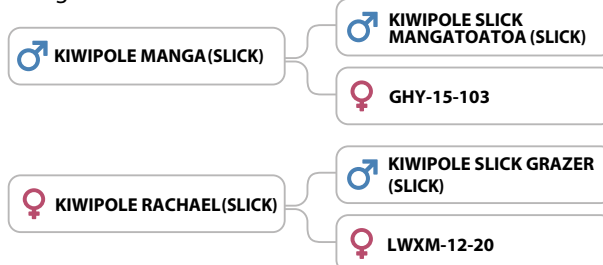 KIWIPOLE SLICK
MANGATOATOA (SLICK)
KIWIPOLE MANGA (SLICK)
GHY-15-103
KIWIPOLE SLICK GRAZER
(SLICK)
KIWIPOLE RACHAEL(SLICK)
LWXM-12-20